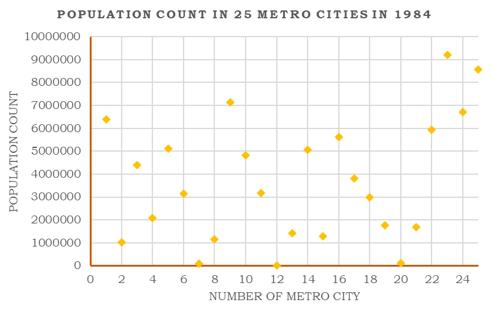 POPULATION COUNT IN 25 METRO CITIES IN 1984
10000000
9000000
8000000
7000000
6000000
5000000
4000000
3000000
2000000
1000000
0
POPULATION COUNT
0 2 4 6 8 10 12 14 16 18 20 22 24
NUMBER OF METRO CITY